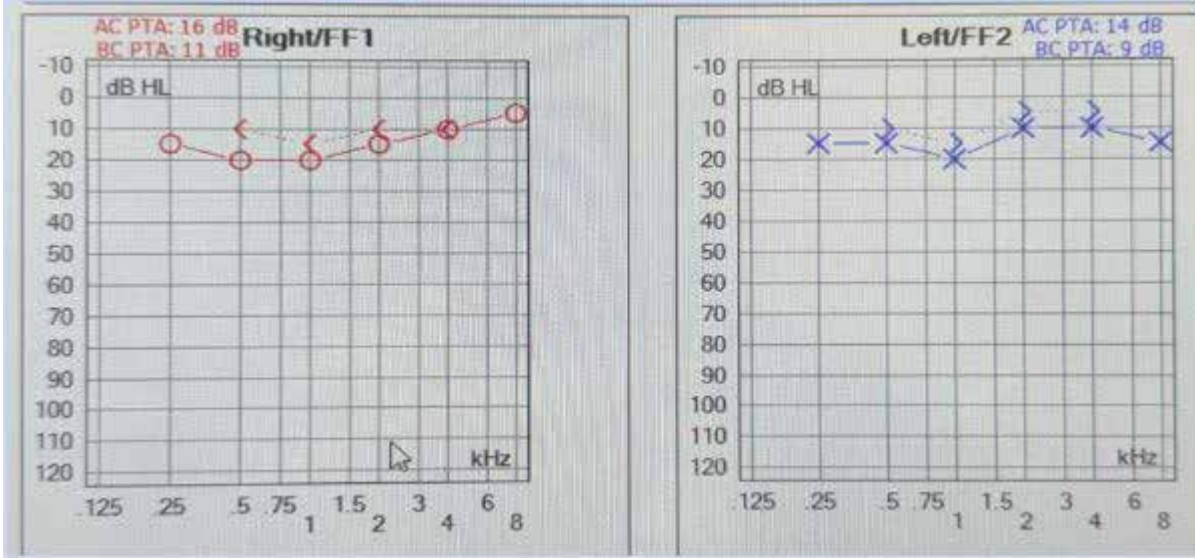 AC PTA: 16 dB
BC PTA: 11 dB
Right/FF1
dB HL
-10
0
10
20
30
40
50
60
70
80
90
100
110
120
kHz
.125 .25 .5 .75 1 1.5 2 3 4 6 8
Left/FF2
AC PTA: 14 dB
BC PTA: 9 dB
dB HL
-10
0
10
20
30
40
50
60
70
80
90
100
110
120
kHz
.125 .25 .5 .75 1 1.5 2 3 4 6 8